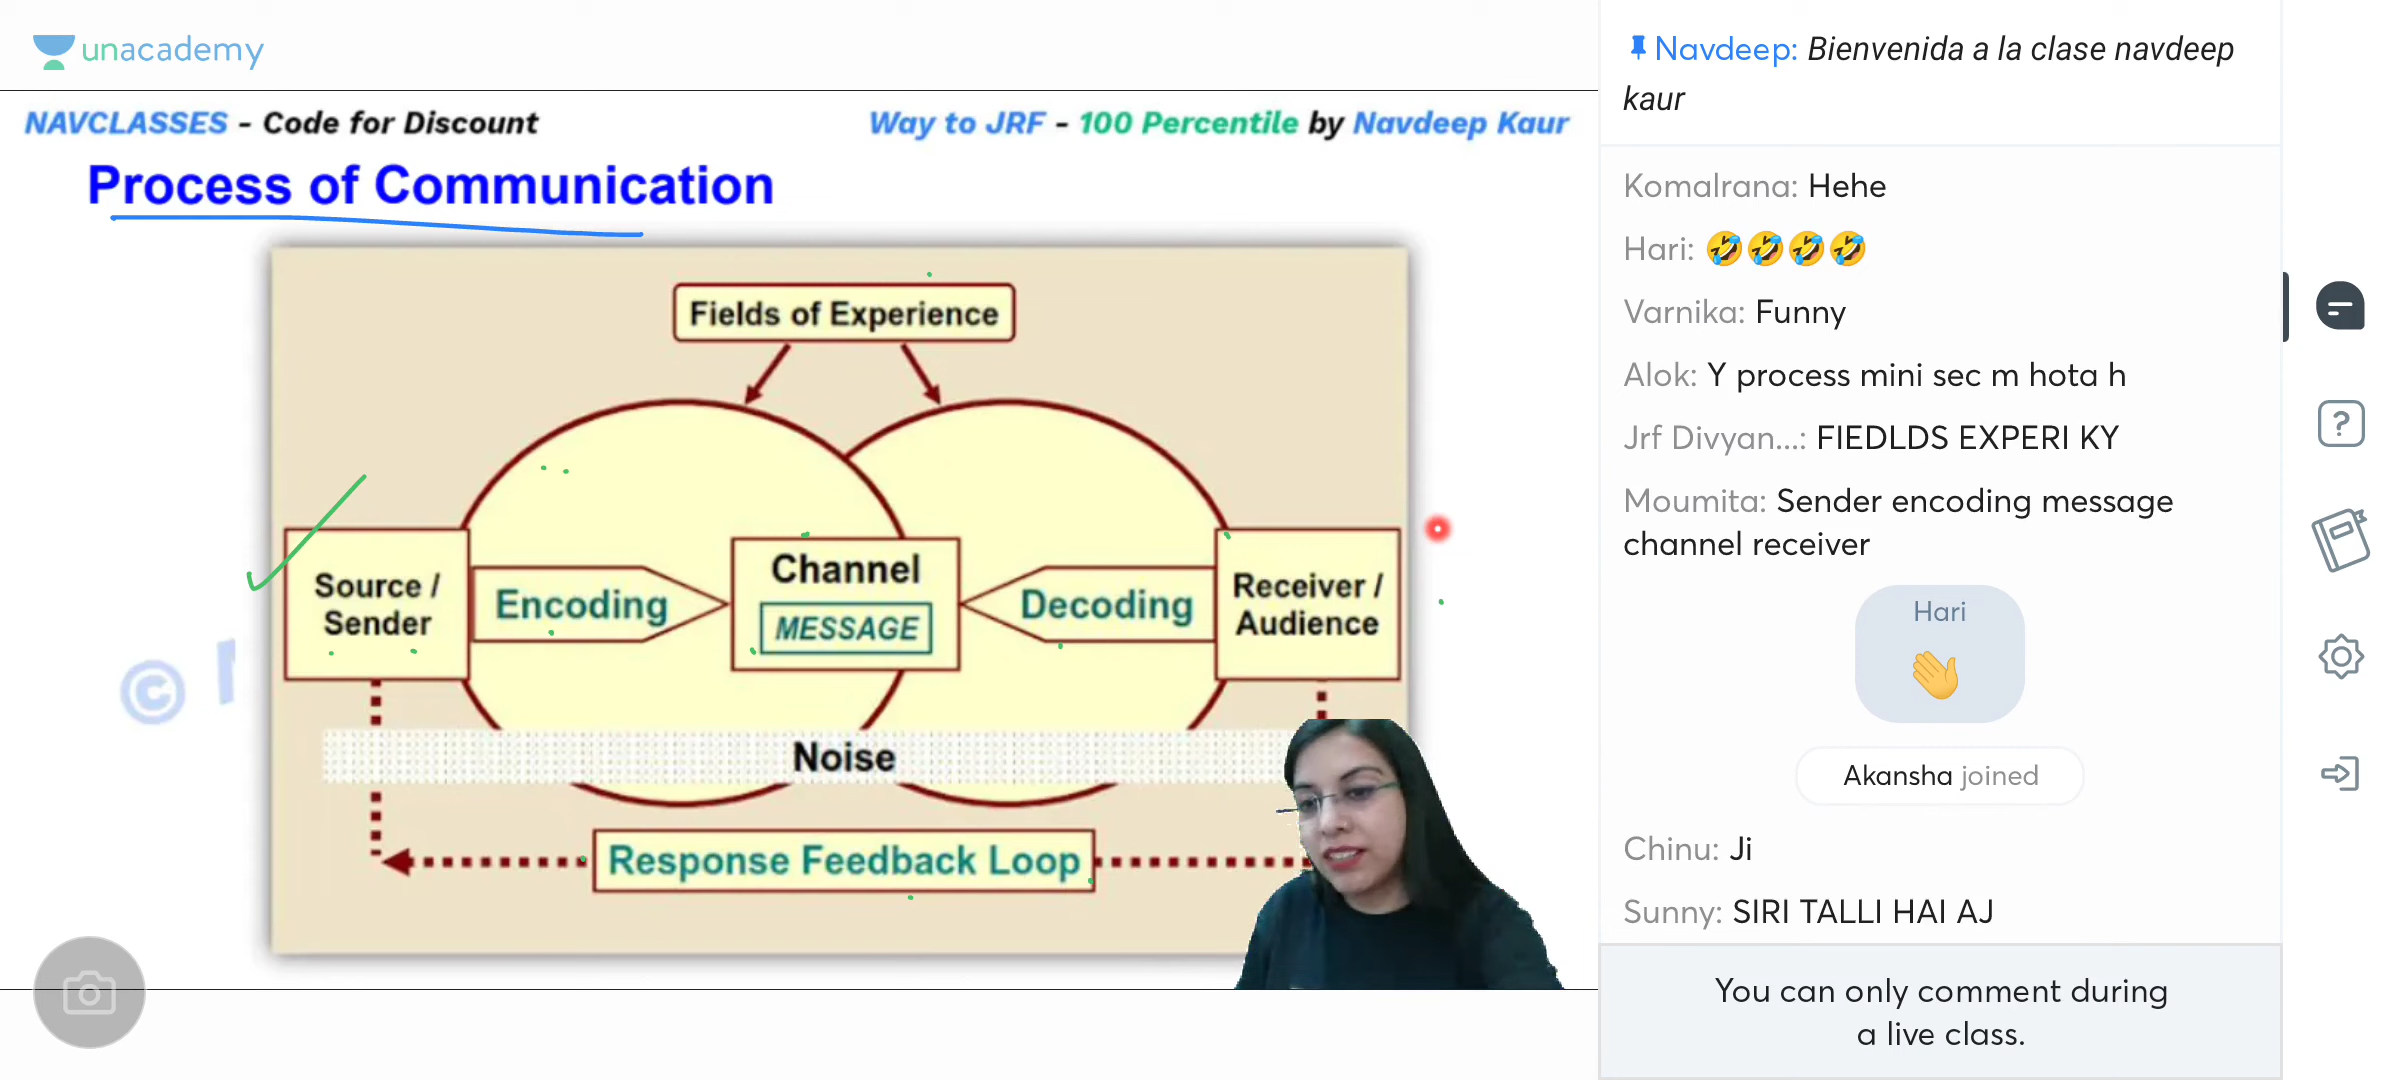 unacademy
NAVCLASSES - Code for Discount
Way to JRF - 100 Percentile by Navdeep Kaur
Process of Communication
Fields of Experience
Source /
Sender
Encoding
Channel
MESSAGE
Decoding
Receiver /
Audience
©
Noise
Response Feedback Loop
Navdeep: Bienvenida a la clase navdeep
kaur
Komalrana: Hehe
Hari: 🤣🤣🤣🤣
Varnika: Funny
Alok: Y process mini sec m hota h
Jrf Divyan...: FIEDLDS EXPERI KY
Moumita: Sender encoding message
channel receiver
Hari
👋
Akansha joined
Chinu: Ji
Sunny: SIRI TALLI HAI AJ
You can only comment during
a live class.
?